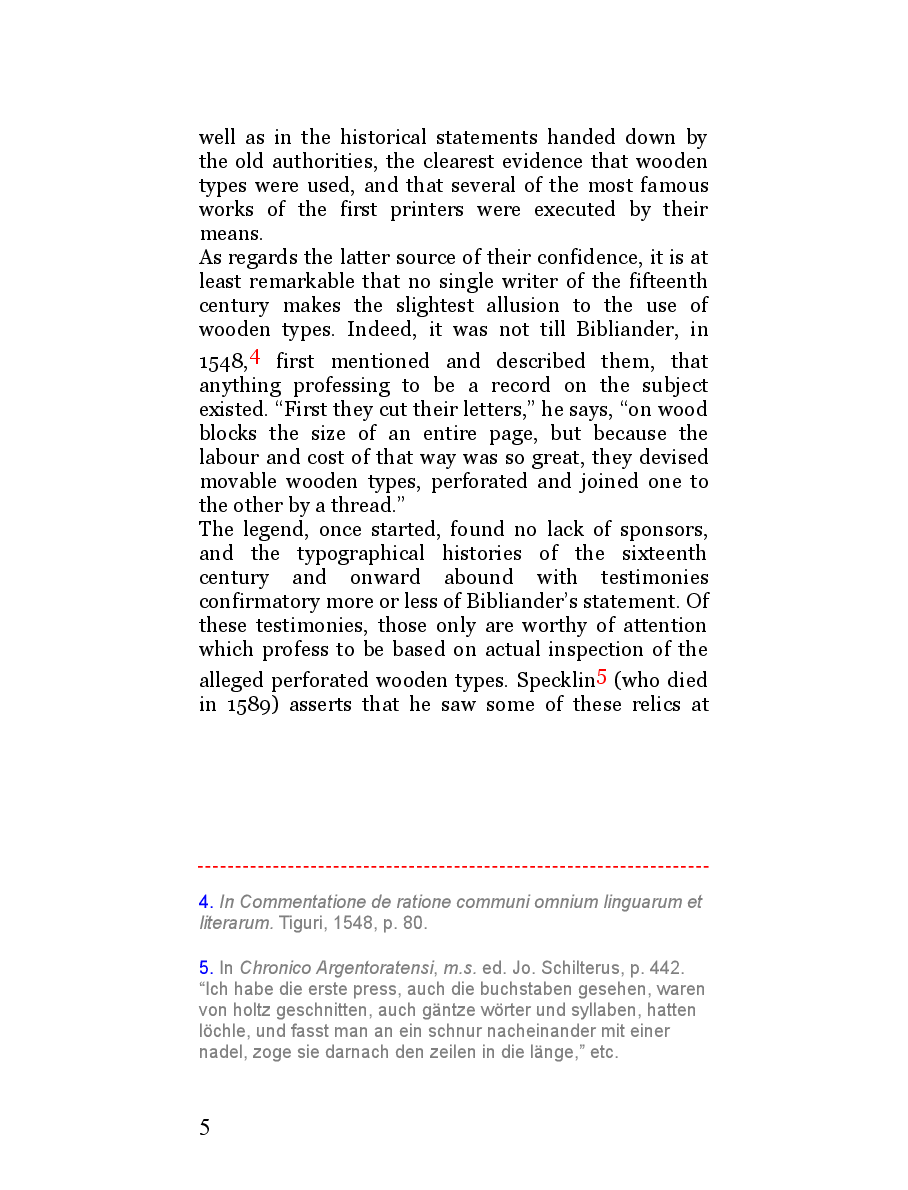 well as in the historical statements handed down by
the old authorities, the clearest evidence that wooden
types were used, and that several of the most famous
works of the first printers were executed by their
means.
As regards the latter source of their confidence, it is at
least remarkable that no single writer of the fifteenth
century makes the slightest allusion to the use of
wooden types. Indeed, it was not till Bibliander, in
1548,4 first mentioned and described them, that
anything professing to be a record on the subject
existed. “First they cut their letters,” he says, “on wood
blocks the size of an entire page, but because the
labour and cost of that way was so great, they devised
movable wooden types, perforated and joined one to
the other by a thread.”
The legend, once started, found no lack of sponsors,
and the typographical histories of the sixteenth
century and onward abound with testimonies
confirmatory more or less of Bibliander’s statement. Of
these testimonies, those only are worthy of attention
which profess to be based on actual inspection of the
alleged perforated wooden types. Specklin5 (who died
in 1589) asserts that he saw some of these relics at
4. In Commentatione de ratione communi omnium linguarum et
literarum. Tiguri, 1548, p. 80.
5. In Chronico Argentoratensi, m.s. ed. Jo. Schilterus, p. 442.
“Ich habe die erste press, auch die buchstaben gesehen, waren
von holtz geschnitten, auch gäntze wörter und syllaben, hatten
löchle, und fasst man an ein schnur nacheinander mit einer
nadel, zoge sie darnach den zeilen in die länge,” etc.
5